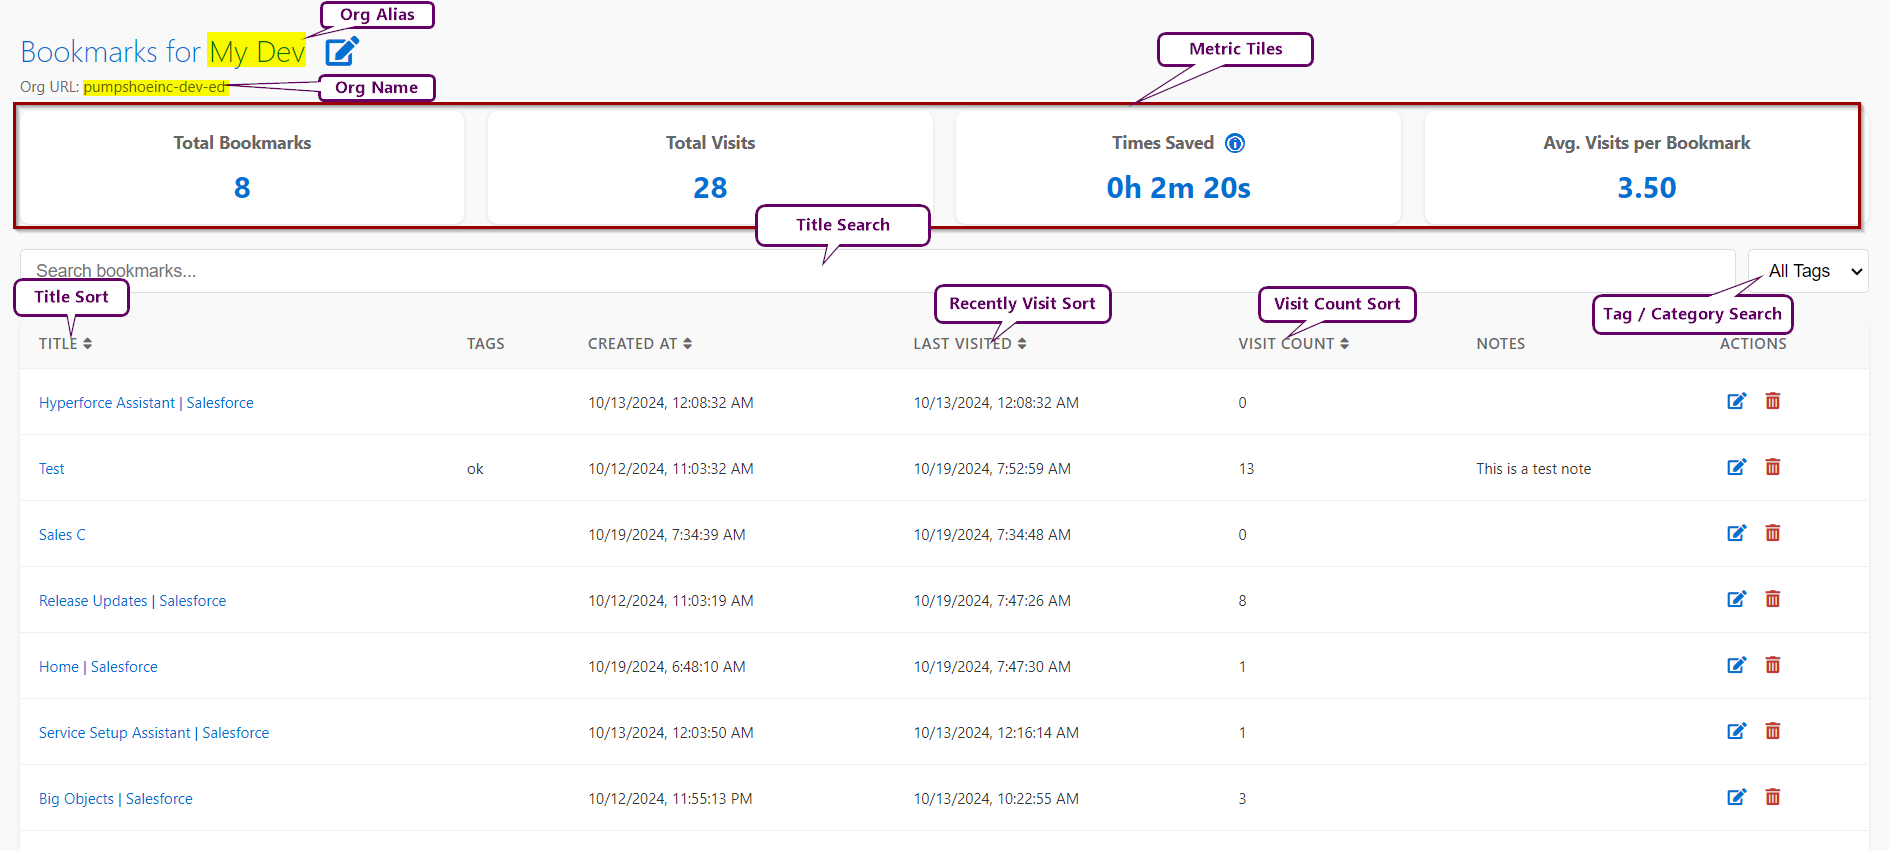 Org Alias
Bookmarks for My Dev
Metric Tiles
Org URL: pumpshoeinc-dev-ed
Org Name
Total Bookmarks
8
Total Visits
28
Times Saved
0h 2m 20s
Avg. Visits per Bookmark
3.50
Title Search
Search bookmarks...
All Tags
Title Sort
Recently Visit Sort
Visit Count Sort
Tag / Category Search
TITLE TAGS CREATED AT LAST VISITED VISIT COUNT NOTES ACTIONS
Hyperforce Assistant | Salesforce 10/13/2024, 12:08:32 AM 10/13/2024, 12:08:32 AM 0
Test ok 10/12/2024, 11:03:32 AM 10/19/2024, 7:52:59 AM 13 This is a test note
Sales C 10/19/2024, 7:34:39 AM 10/19/2024, 7:34:48 AM 0
Release Updates | Salesforce 10/12/2024, 11:03:19 AM 10/19/2024, 7:47:26 AM 8
Home | Salesforce 10/19/2024, 6:48:10 AM 10/19/2024, 7:47:30 AM 1
Service Setup Assistant | Salesforce 10/13/2024, 12:03:50 AM 10/13/2024, 12:16:14 AM 1
Big Objects | Salesforce 10/12/2024, 11:55:13 PM 10/13/2024, 10:22:55 AM 3